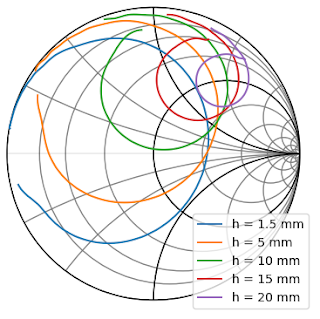 h = 1.5 mm
h = 5 mm
h = 10 mm
h = 15 mm
h = 20 mm